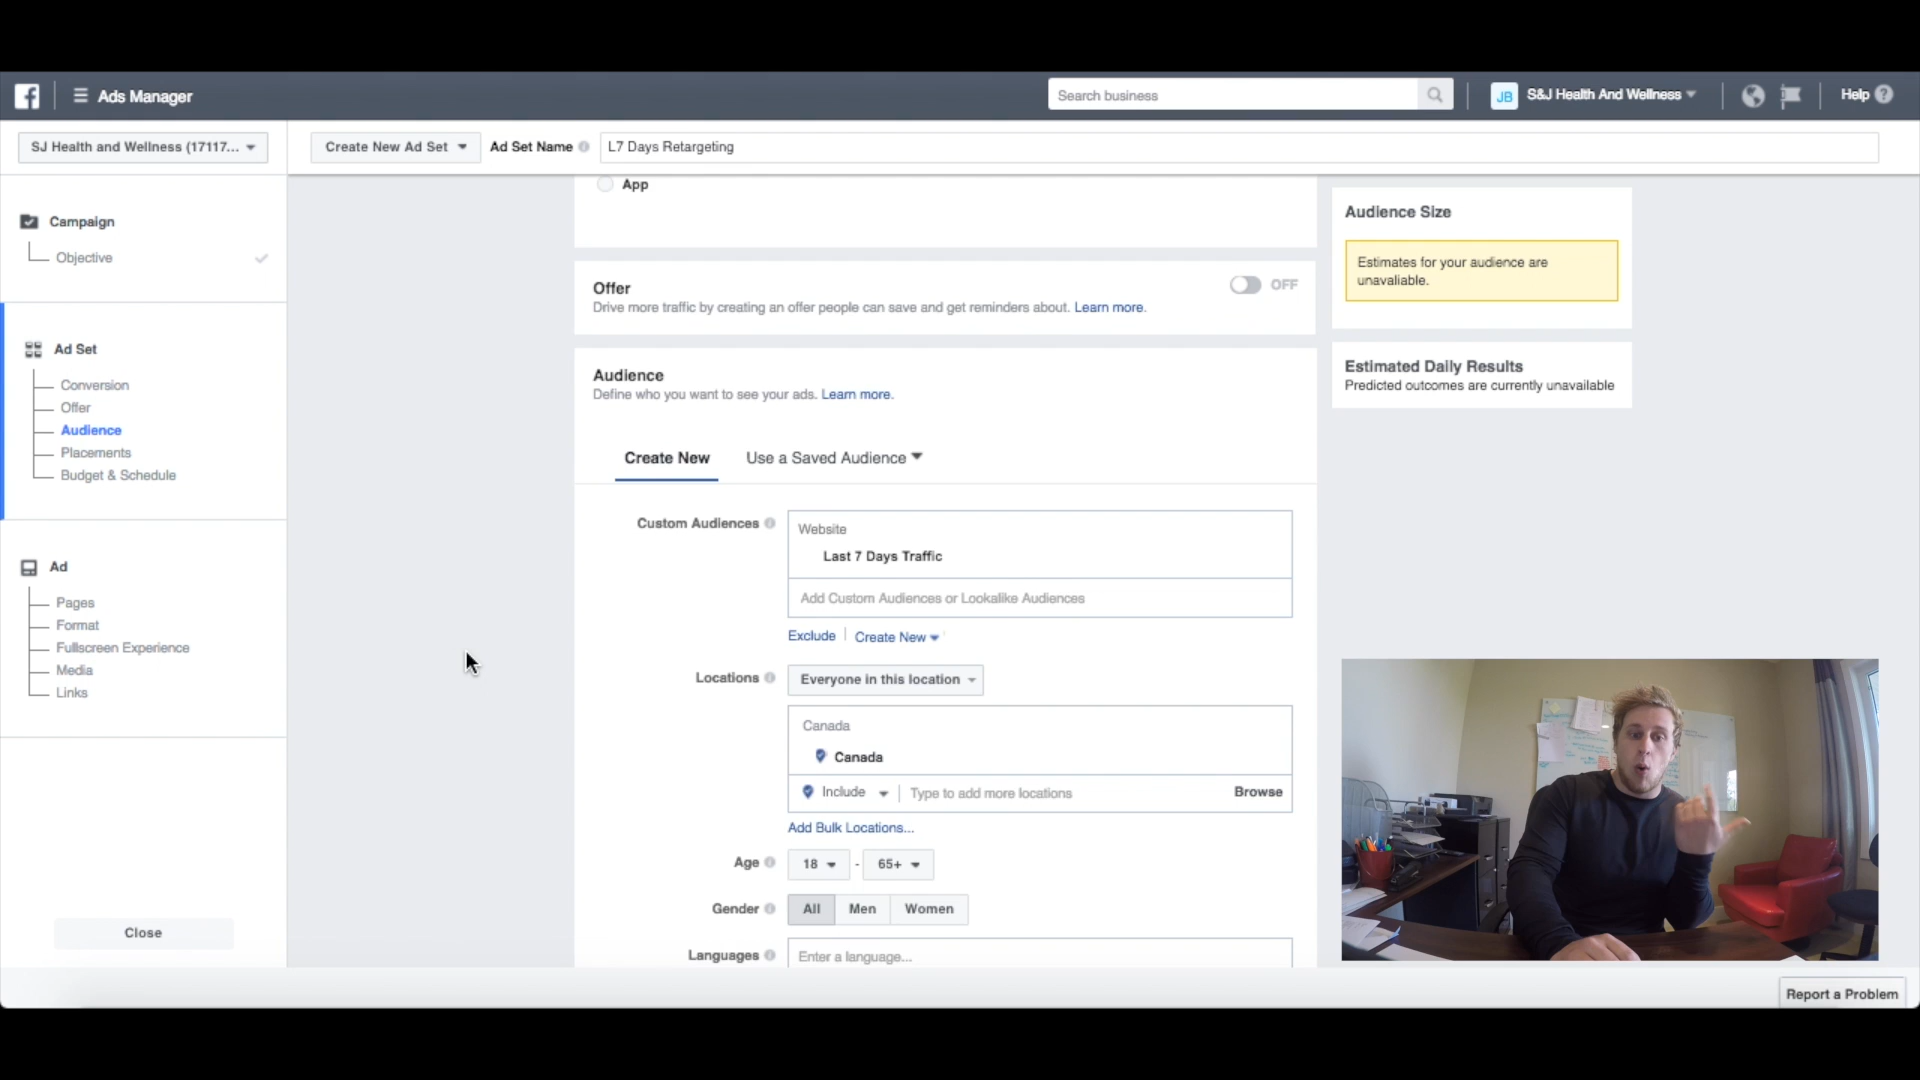 Ads Manager
Search business
JB
S&J Health And Wellness
Help
SJ Health and Wellness (17117...
Create New Ad Set
Ad Set Name
L7 Days Retargeting
Campaign
Objective
Ad Set
Conversion
Offer
Audience
Placements
Budget & Schedule
Ad
Pages
Format
Fullscreen Experience
Media
Links
Close
App
Offer
OFF
Drive more traffic by creating an offer people can save and get reminders about. Learn more.
Audience
Define who you want to see your ads. Learn more.
Create New
Use a Saved Audience
Custom Audiences
Website
Last 7 Days Traffic
Add Custom Audiences or Lookalike Audiences
Exclude
Create New
Locations
Everyone in this location
Canada
Canada
Include
Type to add more locations
Browse
Add Bulk Locations...
Age
18
-
65+
Gender
All
Men
Women
Languages
Enter a language...
Audience Size
Estimates for your audience are
unavaliable.
Estimated Daily Results
Predicted outcomes are currently unavailable
Report a Problem